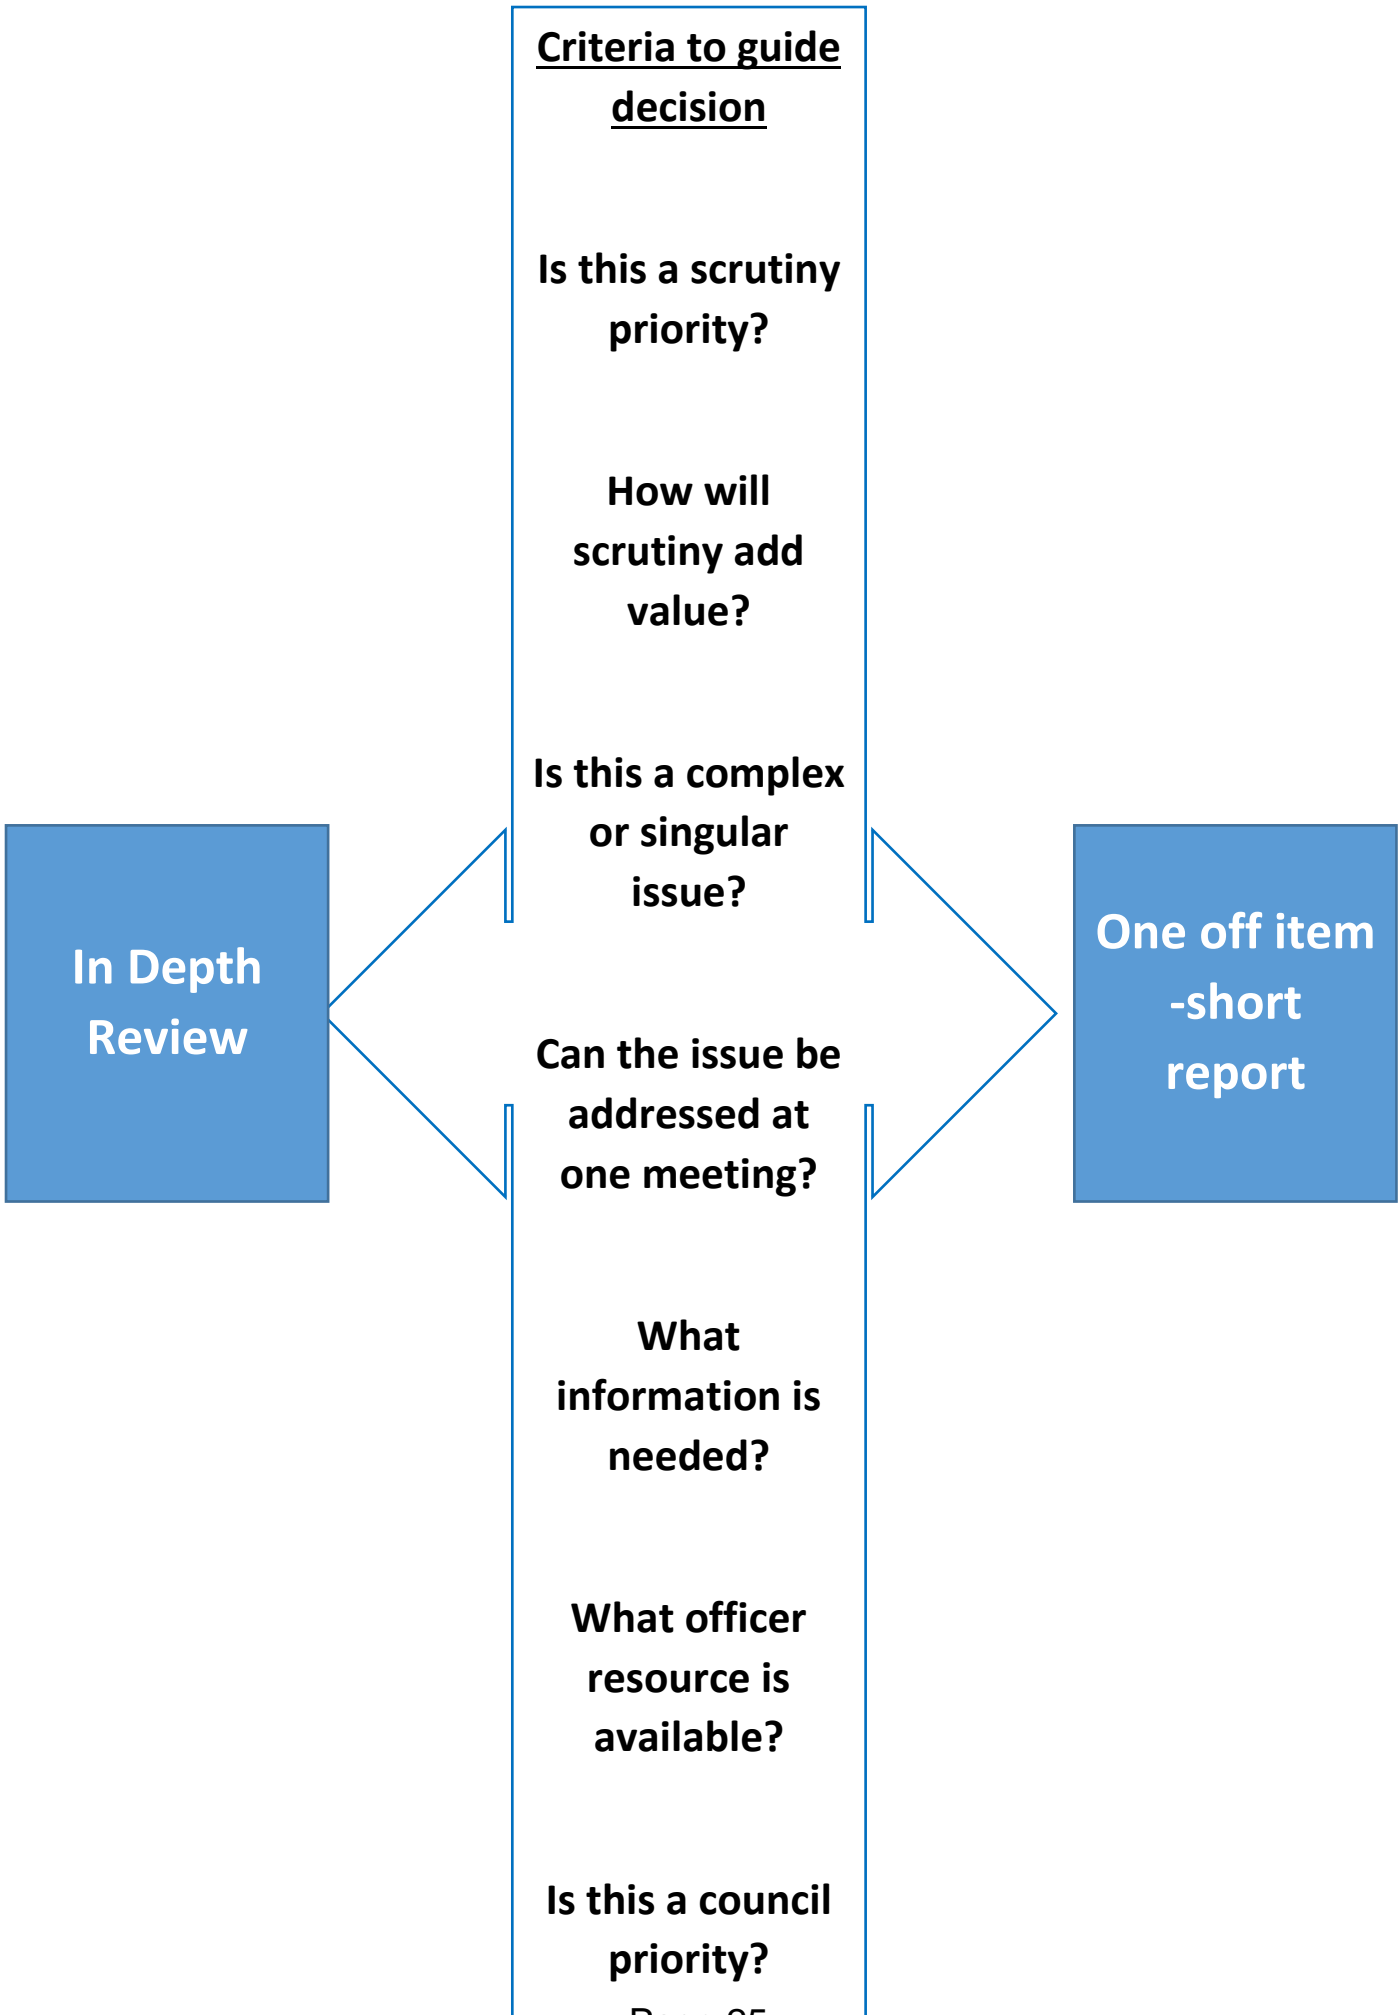 Criteria to guide
decision
Is this a scrutiny
priority?
How will
scrutiny add
value?
Is this a complex
or singular
issue?
In Depth
Review
One off item
-short
report
Can the issue be
addressed at
one meeting?
What
information is
needed?
What officer
resource is
available?
Is this a council
priority?